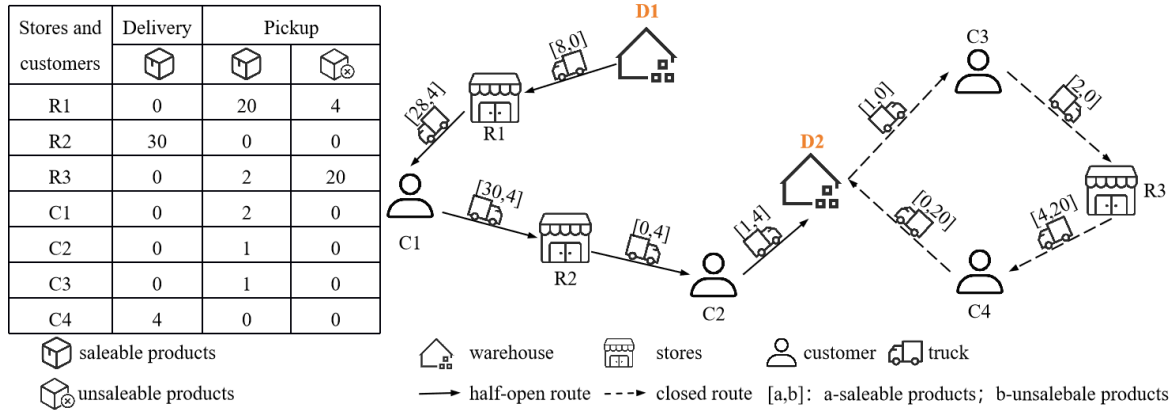 Stores and customers Delivery Pickup
R1 0 20 4
R2 30 0 0
R3 0 2 20
C1 0 2 0
C2 0 1 0
C3 0 1 0
C4 4 0 0
saleable products
unsaleable products
D1
[8,0]
R1
[28,4]
C1
[30,4]
R2
[0,4]
C2
[1,4]
D2
[1,0]
C3
[2,0]
R3
[4,20]
C4
[0,20]
warehouse stores customer truck
half-open route closed route [a,b]: a-saleable products; b-unsalebale products